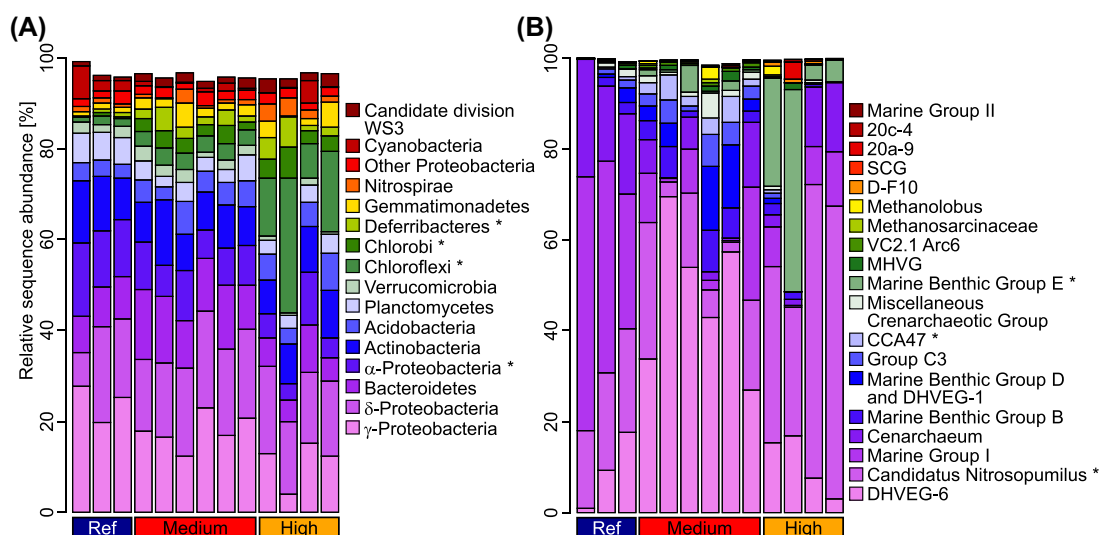 (A)
Relative sequence abundance [%]
100
80
60
40
20
0
Ref
Medium
High
Candidate division
WS3
Cyanobacteria
Other Proteobacteria
Nitrospirae
Gemmatimonadetes
Deferribacteres *
Chlorobi *
Chloroflexi *
Verrucomicrobia
Planctomycetes
Acidobacteria
Actinobacteria
α-Proteobacteria *
Bacteroidetes
δ-Proteobacteria
γ-Proteobacteria
(B)
100
80
60
40
20
0
Ref
Medium
High
Marine Group II
20c-4
20a-9
SCG
D-F10
Methanolobus
Methanosarcinaceae
VC2.1 Arc6
MHVG
Marine Benthic Group E *
Miscellaneous
Crenarchaeotic Group
CCA47 *
Group C3
Marine Benthic Group D
and DHVEG-1
Marine Benthic Group B
Cenarchaeum
Marine Group I
Candidatus Nitrosopumilus *
DHVEG-6